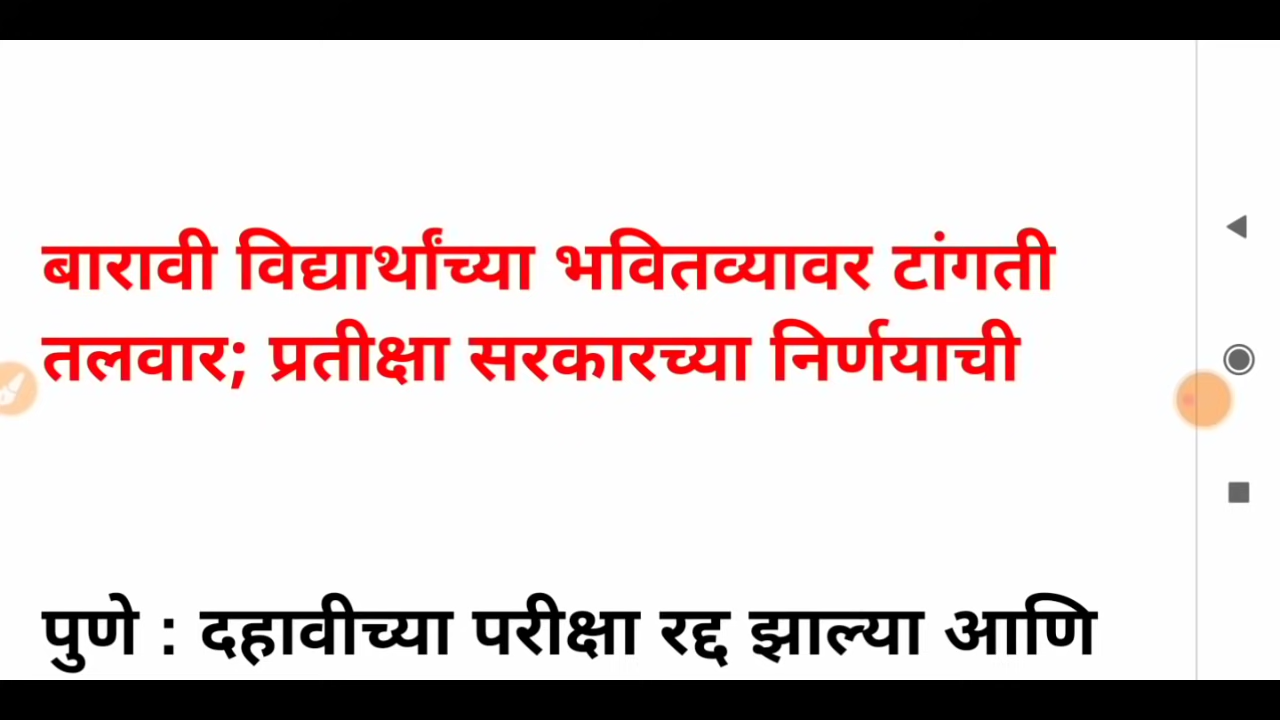 बारावी विद्यार्थांच्या भवितव्यावर टांगती
तलवार; प्रतीक्षा सरकारच्या निर्णयाची
पुणे : दहावीच्या परीक्षा रद्द झाल्या आणि